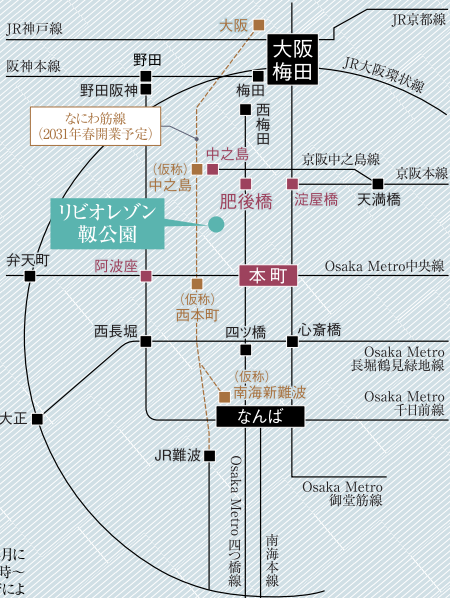 JR神戸線
大阪
JR京都線
大阪
梅田
阪神本線
野田
野田阪神
梅田
JR大阪環状線
西梅田
なにわ筋線
(2031年春開業予定)
中之島
京阪中之島線
(仮称)
中之島
京阪本線
肥後橋
淀屋橋
天満橋
リビオレゾン
靱公園
弁天町
阿波座
本町
Osaka Metro中央線
(仮称)
西本町
西長堀
四ツ橋
心斎橋
Osaka Metro
長堀鶴見緑地線
(仮称)
南海新難波
Osaka Metro
千日前線
大正
なんば
JR難波
Osaka Metro 四つ橋線
南海本線
Osaka Metro
御堂筋線
月に
時〜
によ